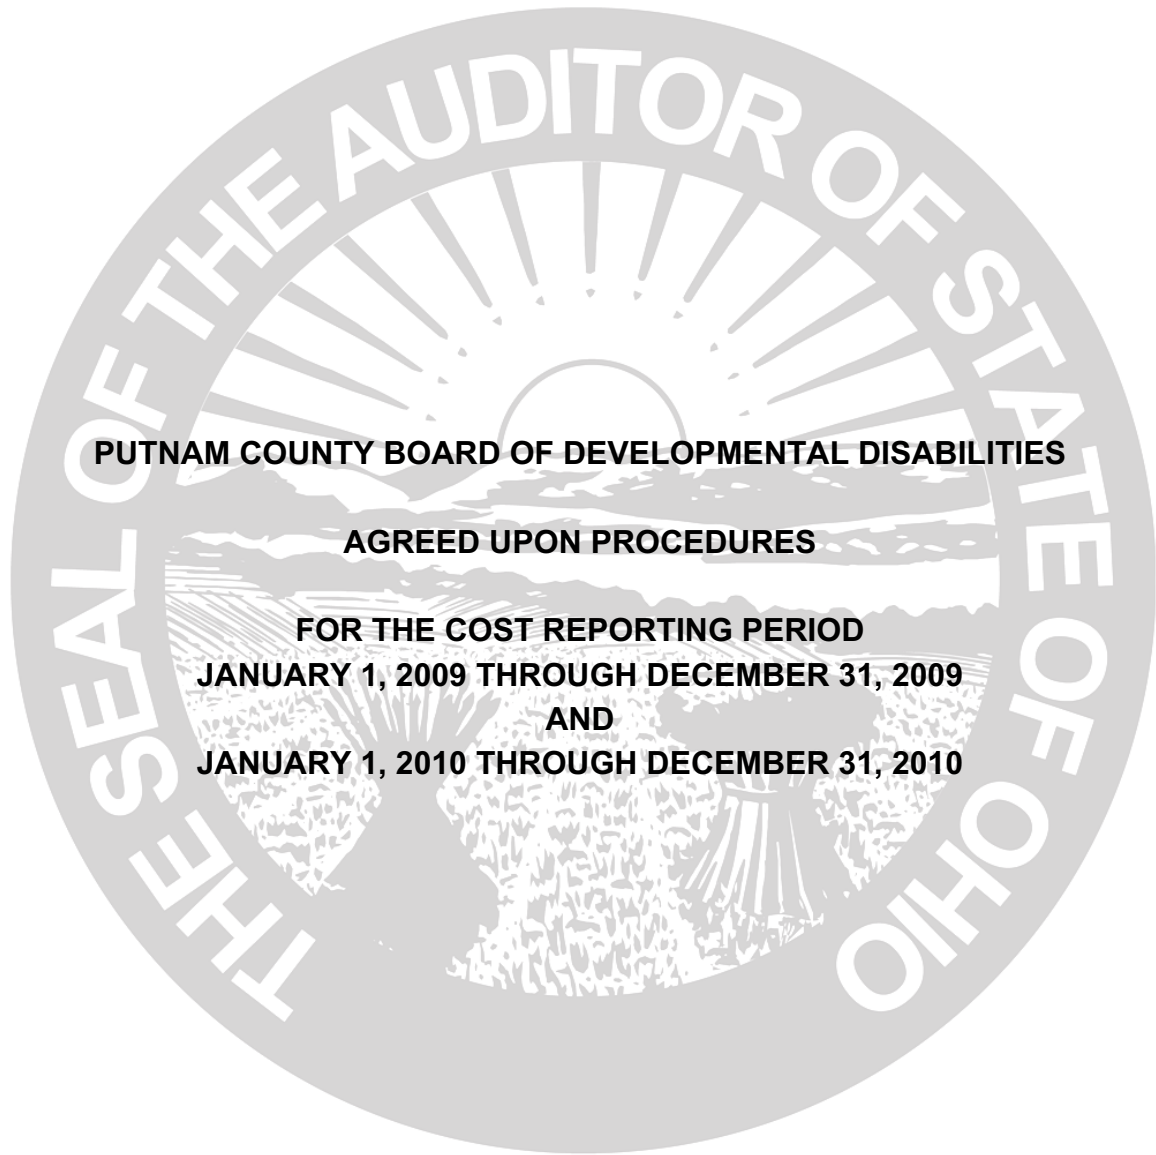 THE SEAL OF THE AUDITOR OF STATE OF OHIO
PUTNAM COUNTY BOARD OF DEVELOPMENTAL DISABILITIES
AGREED UPON PROCEDURES
FOR THE COST REPORTING PERIOD
JANUARY 1, 2009 THROUGH DECEMBER 31, 2009
AND
JANUARY 1, 2010 THROUGH DECEMBER 31, 2010